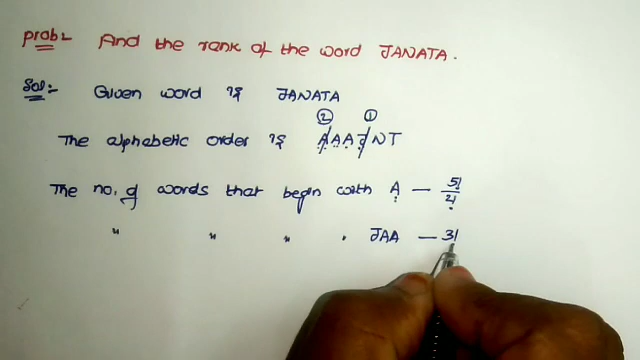 prob:- And the rank of the word JANATA.
Sol:- Given word is JANATA
② ①
The alphabetic order is AAAJNT
The no. of words that begin with A — 5!/2!
" " " " JAA — 3!